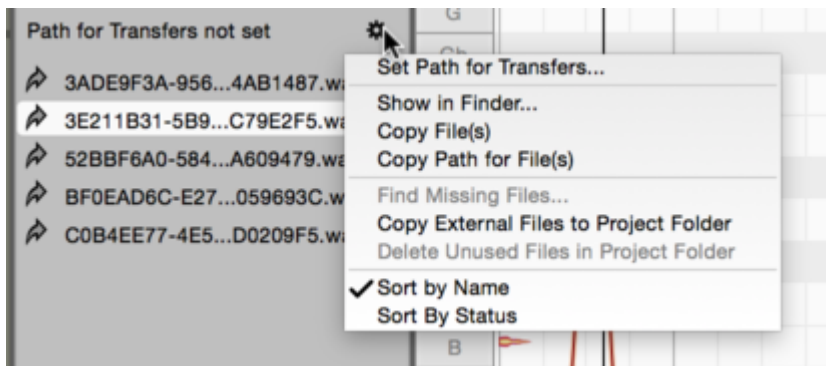 Path for Transfers not set
G
Gb
Set Path for Transfers...
3ADE9F3A-956...4AB1487.wa
Show in Finder...
3E211B31-5B9...C79E2F5.wa
Copy File(s)
52BBF6A0-584...A609479.wa
Copy Path for File(s)
BF0EAD6C-E27...059693C.w
Find Missing Files...
C0B4EE77-4E5...D0209F5.wa
Copy External Files to Project Folder
Delete Unused Files in Project Folder
Sort by Name
Sort By Status
B